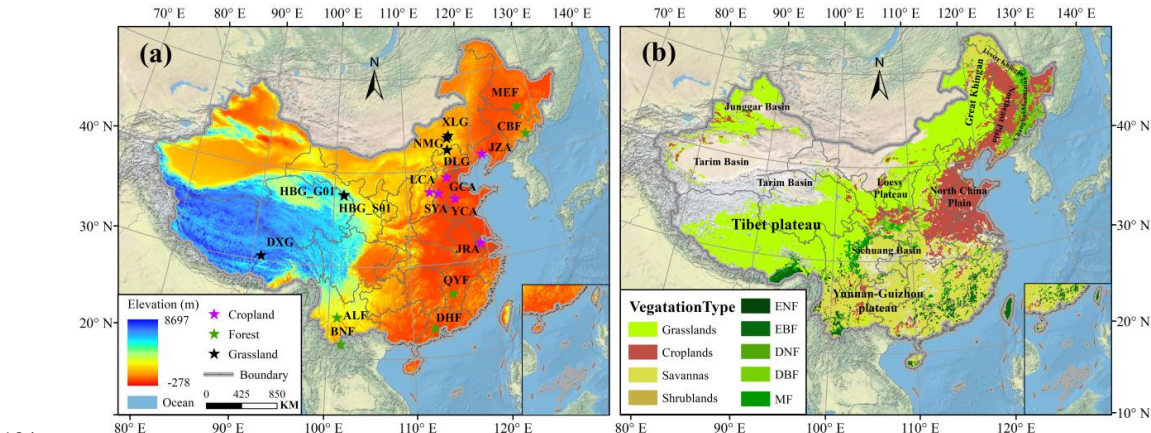 70° E 80° E 90° E 100° E 110° E 120° E 130° E 140° E
70° E 80° E 90° E 100° E 110° E 120° E 130° E 140° E
(a)
N
MEF
XLG
CBF
NMG
JZA
DLG
LCA
GCA
HBG_G01
HBG_S01
SYA
YCA
DXG
JRA
QYF
ALF
BNF
DHF
40° N
30° N
20° N
Elevation (m)
8697
-278
Ocean
Cropland
Forest
Grassland
Boundary
0 425 850
KM
80° E 90° E 100° E 110° E 120° E
(b)
N
Lesser Khingan
Great Khingan
Northeast Plain
Junggar Basin
Tarim Basin
Tarim Basin
Loess
Plateau
North China
Plain
Tibet plateau
Sichuang Basin
Yunnan-Guizhou
plateau
40° N
30° N
20° N
10° N
VegatationType
Grasslands
Croplands
Savannas
Shrublands
ENF
EBF
DNF
DBF
MF
80° E 90° E 100° E 110° E 120° E